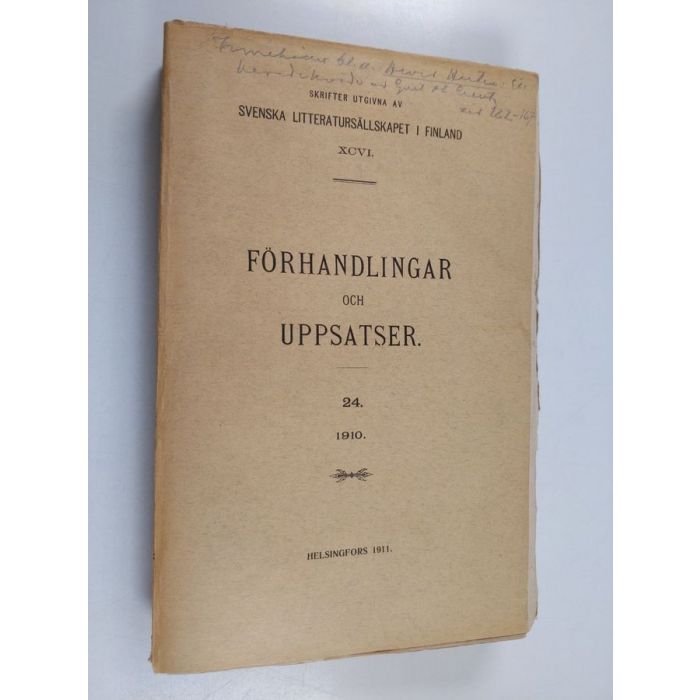 SKRIFTER UTGIVNA AV
SVENSKA LITTERATURSÄLLSKAPET I FINLAND
XCVI.
FÖRHANDLINGAR
OCH
UPPSATSER.
24.
1910.
HELSINGFORS 1911.